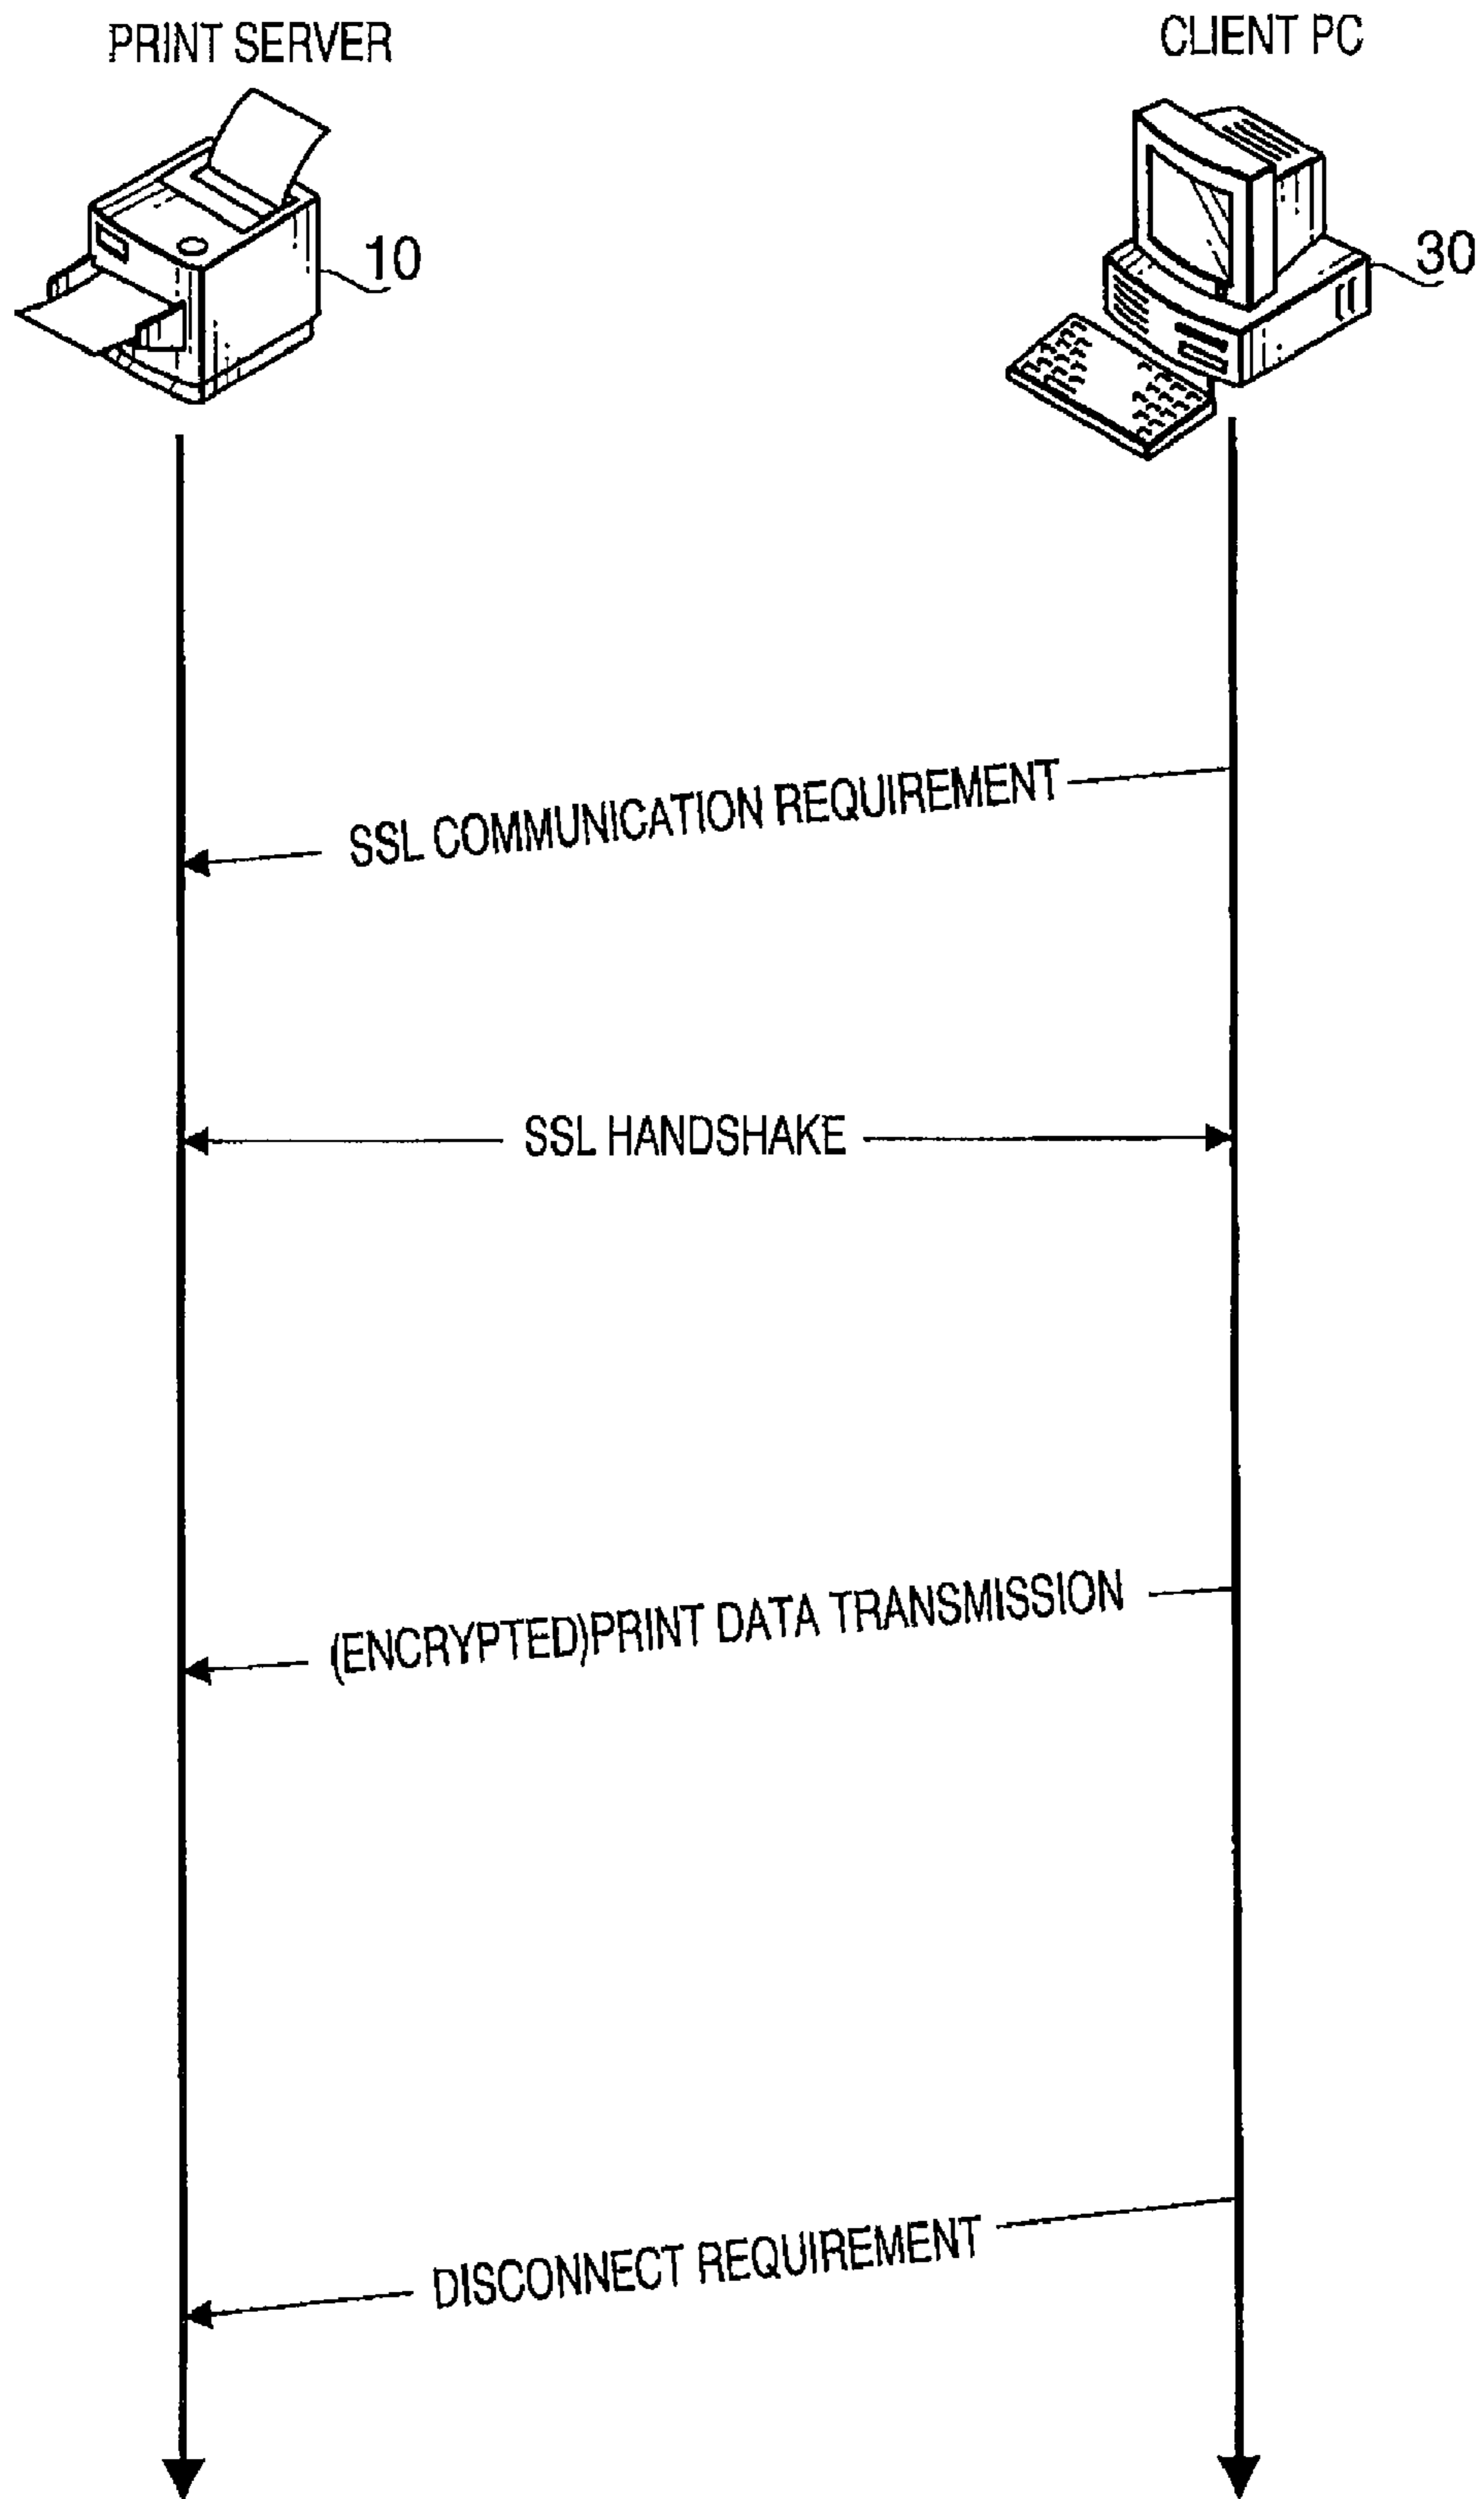 PRINT SERVER
CLIENT PC
10
30
SSL COMMUNICATION REQUIREMENT
SSL HANDSHAKE
(ENCRYPTED)PRINT DATA TRANSMISSION
DISCONNECT REQUIREMENT